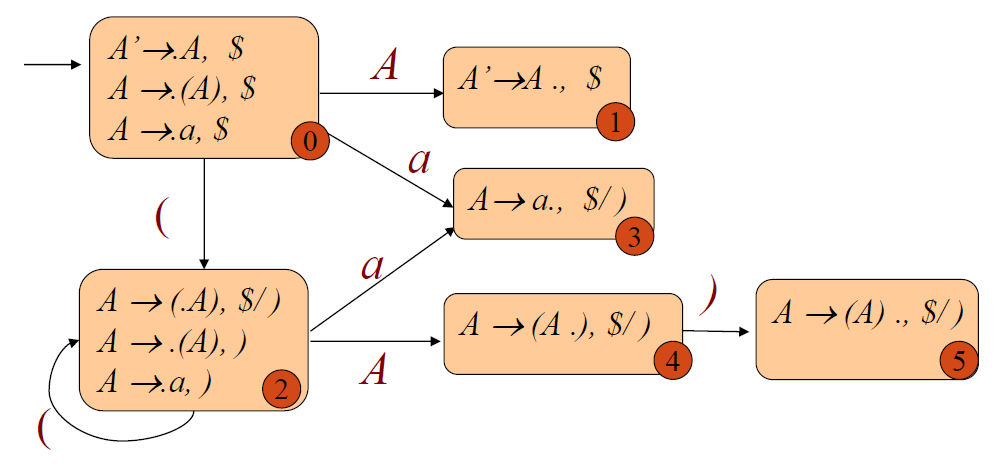 A’→.A, $
A →.(A), $
A →.a, $
0
A
A’→A ., $
1
a
A→ a., $/ )
3
(
a
A → (.A), $/ )
A → .(A), )
A →.a, )
2
(
A
A → (A .), $/ )
4
)
A → (A) ., $/ )
5